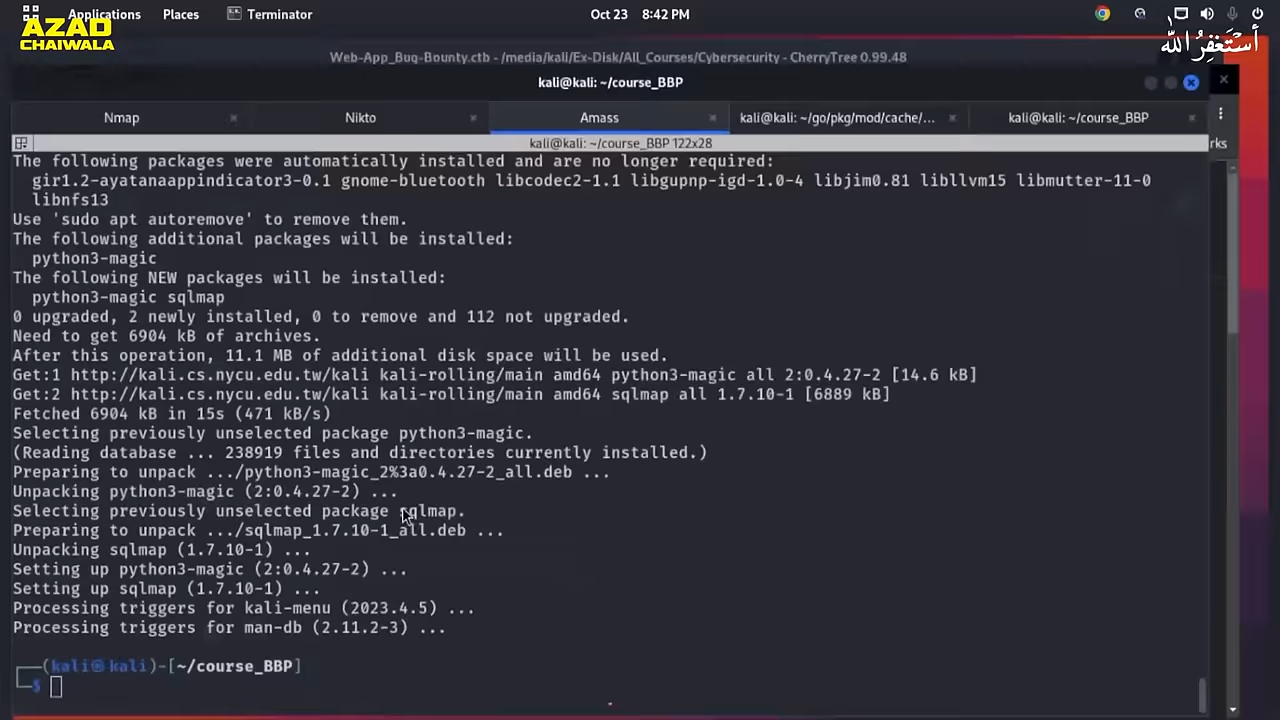 Applications Places Terminator Oct 23 8:42 PM
AZAD
CHAIWALA
أستغفر الله
Web-App_Bug-Bounty.ctb - /media/kali/Ex-Disk/All_Courses/Cybersecurity - CherryTree 0.99.48
kali@kali: ~/course_BBP
Nmap Nikto Amass kali@kali: ~/go/pkg/mod/cache/... kali@kali: ~/course_BBP
kali@kali: ~/course_BBP 122x28
rks
The following packages were automatically installed and are no longer required:
gir1.2-ayatanaappindicator3-0.1 gnome-bluetooth libcodec2-1.1 libgupnp-igd-1.0-4 libjim0.81 libllvm15 libmutter-11-0
libnfs13
Use 'sudo apt autoremove' to remove them.
The following additional packages will be installed:
python3-magic
The following NEW packages will be installed:
python3-magic sqlmap
0 upgraded, 2 newly installed, 0 to remove and 112 not upgraded.
Need to get 6904 kB of archives.
After this operation, 11.1 MB of additional disk space will be used.
Get:1 http://kali.cs.nycu.edu.tw/kali kali-rolling/main amd64 python3-magic all 2:0.4.27-2 [14.6 kB]
Get:2 http://kali.cs.nycu.edu.tw/kali kali-rolling/main amd64 sqlmap all 1.7.10-1 [6889 kB]
Fetched 6904 kB in 15s (471 kB/s)
Selecting previously unselected package python3-magic.
(Reading database ... 238919 files and directories currently installed.)
Preparing to unpack .../python3-magic_2%3a0.4.27-2_all.deb ...
Unpacking python3-magic (2:0.4.27-2) ...
Selecting previously unselected package sqlmap.
Preparing to unpack .../sqlmap_1.7.10-1_all.deb ...
Unpacking sqlmap (1.7.10-1) ...
Setting up python3-magic (2:0.4.27-2) ...
Setting up sqlmap (1.7.10-1) ...
Processing triggers for kali-menu (2023.4.5) ...
Processing triggers for man-db (2.11.2-3) ...
(kali㉿kali)-[~/course_BBP]
$